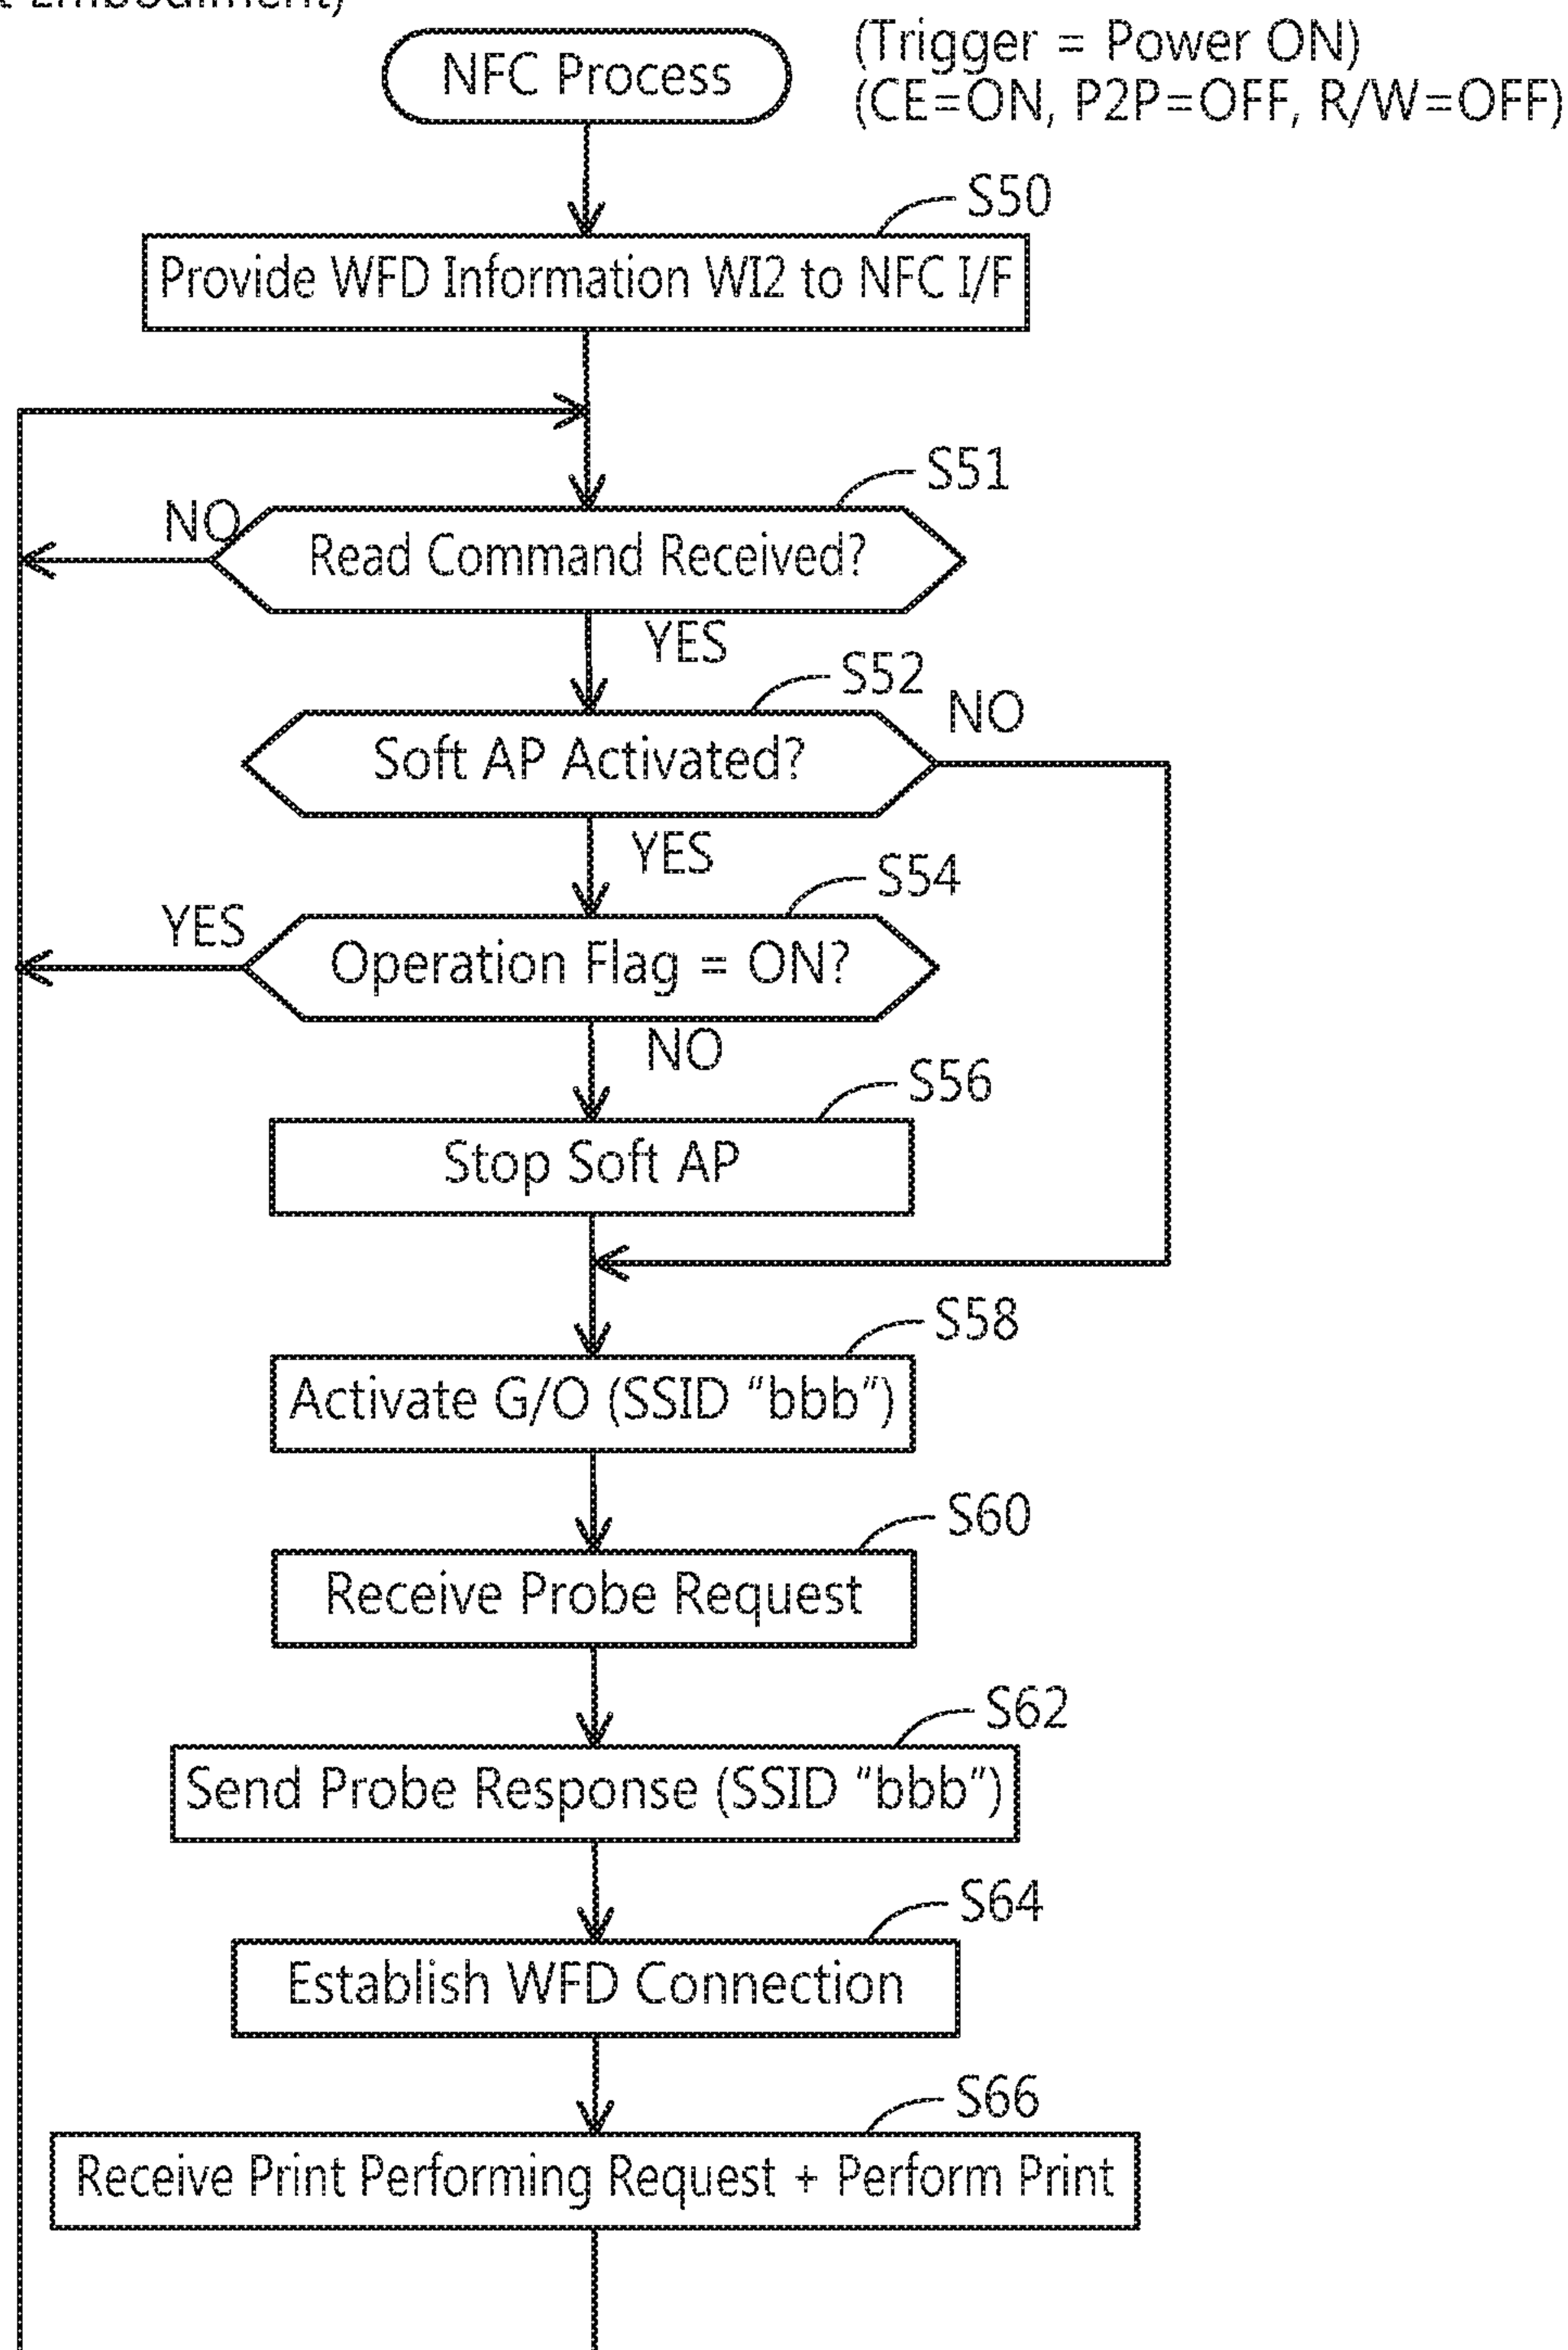 Embodiment)
NFC Process
(Trigger = Power ON)
(CE=ON, P2P=OFF, R/W=OFF)
S50
Provide WFD Information WI2 to NFC I/F
S51
NO
Read Command Received?
YES
S52
NO
Soft AP Activated?
YES
S54
YES
Operation Flag = ON?
NO
S56
Stop Soft AP
S58
Activate G/O (SSID “bbb”)
S60
Receive Probe Request
S62
Send Probe Response (SSID “bbb”)
S64
Establish WFD Connection
S66
Receive Print Performing Request + Perform Print